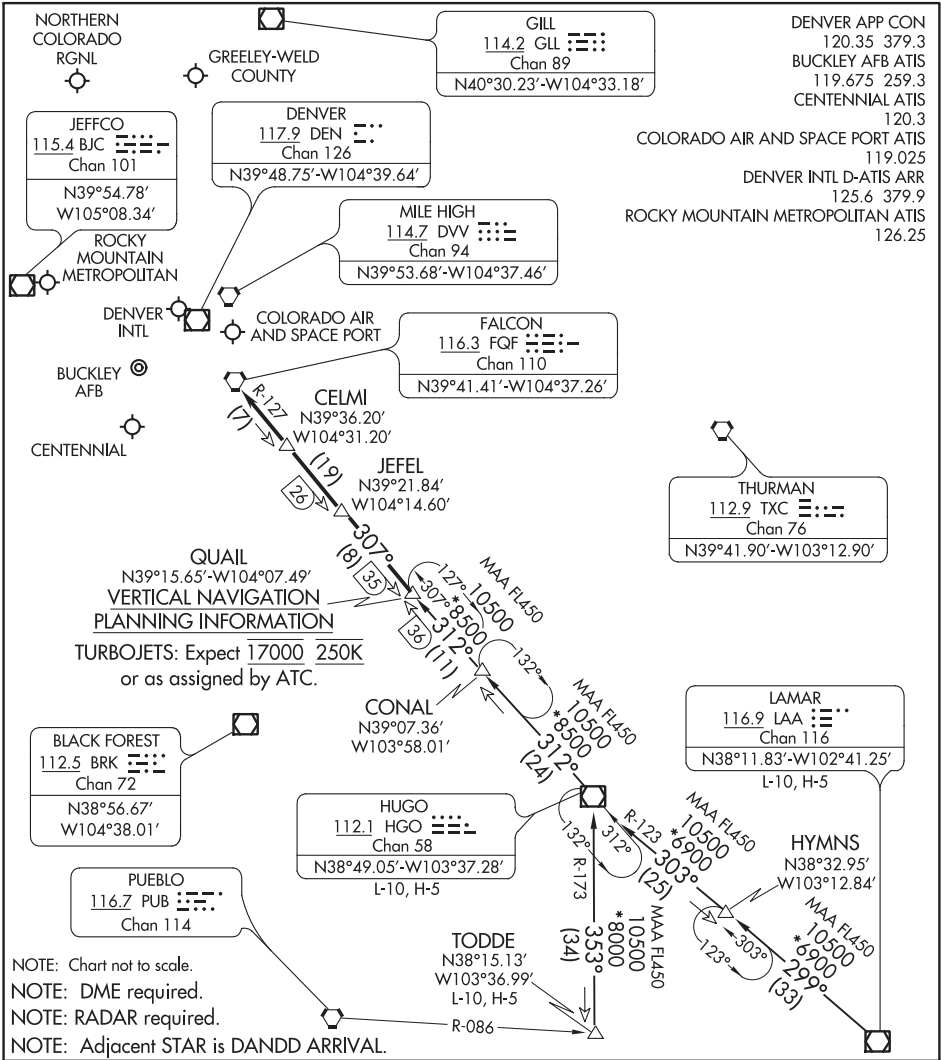 NORTHERN
COLORADO
RGNL
GREELEY-WELD
COUNTY
GILL
114.2 GLL
Chan 89
N40°30.23'-W104°33.18'
DENVER APP CON
120.35 379.3
BUCKLEY AFB ATIS
119.675 259.3
CENTENNIAL ATIS
120.3
COLORADO AIR AND SPACE PORT ATIS
119.025
DENVER INTL D-ATIS ARR
125.6 379.9
ROCKY MOUNTAIN METROPOLITAN ATIS
126.25
JEFFCO
115.4 BJC
Chan 101
N39°54.78'
W105°08.34'
DENVER
117.9 DEN
Chan 126
N39°48.75'-W104°39.64'
MILE HIGH
114.7 DVV
Chan 94
N39°53.68'-W104°37.46'
ROCKY
MOUNTAIN
METROPOLITAN
DENVER
INTL
COLORADO AIR
AND SPACE PORT
BUCKLEY
AFB
CENTENNIAL
FALCON
116.3 FQF
Chan 110
N39°41.41'-W104°37.26'
R-127
(7)
CELMI
N39°36.20'
W104°31.20'
(19)
26
JEFEL
N39°21.84'
W104°14.60'
THURMAN
112.9 TXC
Chan 76
N39°41.90'-W103°12.90'
307°
(8)
35
QUAIL
N39°15.65'-W104°07.49'
VERTICAL NAVIGATION
PLANNING INFORMATION
TURBOJETS: Expect 17000 250K
or as assigned by ATC.
127°
307°
MAA FL450
10500
*8500
312°
(11)
36
132°
CONAL
N39°07.36'
W103°58.01'
MAA FL450
10500
*8500
312°
(24)
LAMAR
116.9 LAA
Chan 116
N38°11.83'-W102°41.25'
L-10, H-5
BLACK FOREST
112.5 BRK
Chan 72
N38°56.67'
W104°38.01'
HUGO
112.1 HGO
Chan 58
N38°49.05'-W103°37.28'
L-10, H-5
132°
312°
R-123
MAA FL450
10500
*6900
303°
(25)
HYMNS
N38°32.95'
W103°12.84'
123°
303°
MAA FL450
10500
*6900
299°
(33)
R-173
MAA FL450
10500
*8000
353°
(34)
PUEBLO
116.7 PUB
Chan 114
TODDE
N38°15.13'
W103°36.99'
L-10, H-5
R-086
NOTE: Chart not to scale.
NOTE: DME required.
NOTE: RADAR required.
NOTE: Adjacent STAR is DANDD ARRIVAL.